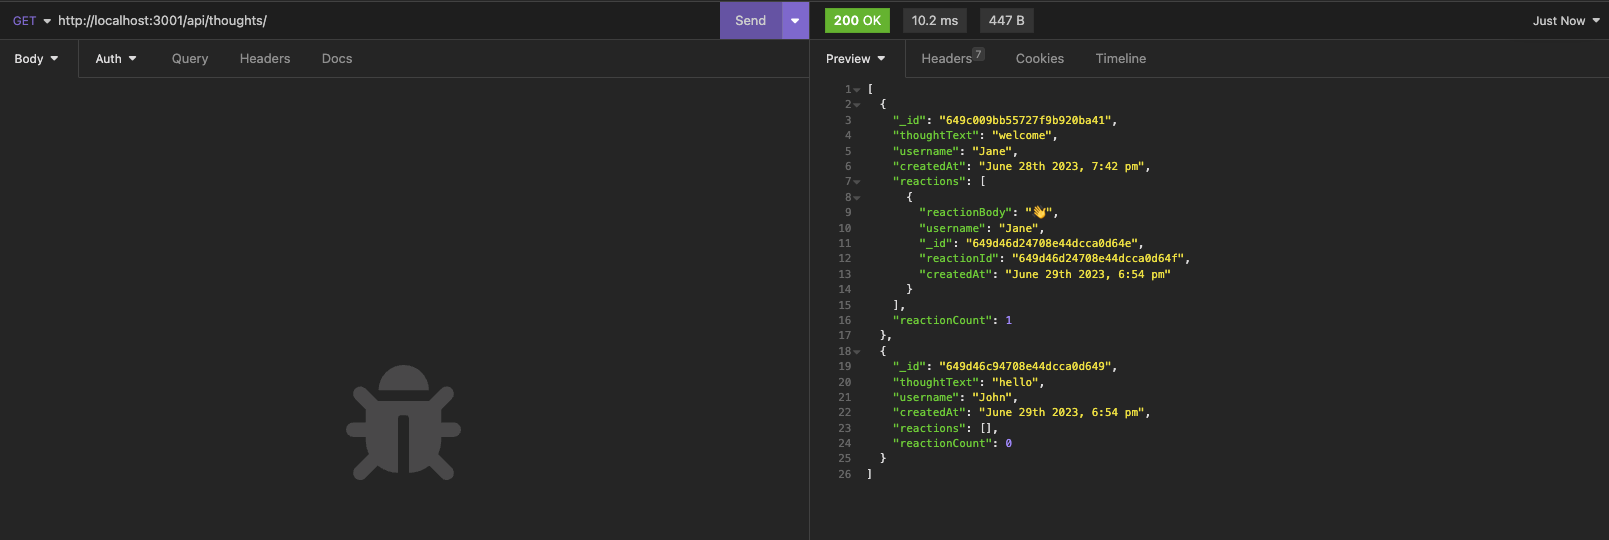 GET http://localhost:3001/api/thoughts/ Send
200 OK 10.2 ms 447 B Just Now
Body Auth Query Headers Docs
Preview Headers 7 Cookies Timeline
1 [
2 {
3 "_id": "649c009bb55727f9b920ba41",
4 "thoughtText": "welcome",
5 "username": "Jane",
6 "createdAt": "June 28th 2023, 7:42 pm",
7 "reactions": [
8 {
9 "reactionBody": "👋",
10 "username": "Jane",
11 "_id": "649d46d24708e44dcca0d64e",
12 "reactionId": "649d46d24708e44dcca0d64f",
13 "createdAt": "June 29th 2023, 6:54 pm"
14 }
15 ],
16 "reactionCount": 1
17 },
18 {
19 "_id": "649d46c94708e44dcca0d649",
20 "thoughtText": "hello",
21 "username": "John",
22 "createdAt": "June 29th 2023, 6:54 pm",
23 "reactions": [],
24 "reactionCount": 0
25 }
26 ]